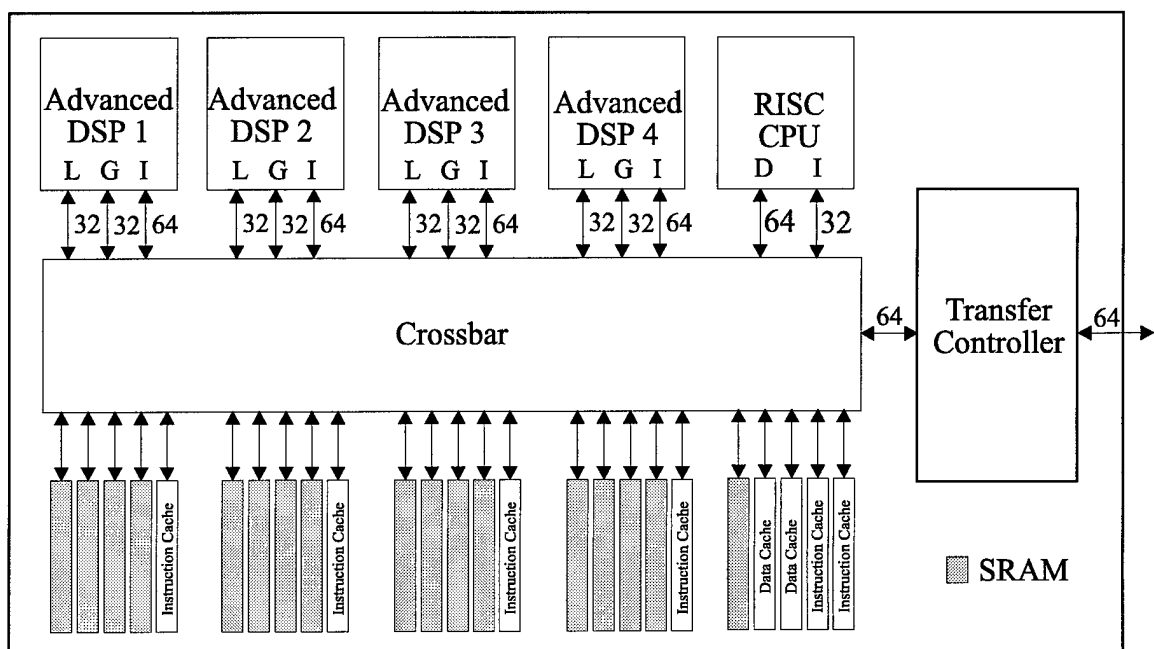 Advanced DSP 1
Advanced DSP 2
Advanced DSP 3
Advanced DSP 4
RISC CPU
L G I
L G I
L G I
L G I
D I
32 32 64
32 32 64
32 32 64
32 32 64
64 32
Crossbar
64
Transfer Controller
64
Instruction Cache
Instruction Cache
Instruction Cache
Instruction Cache
Data Cache
Data Cache
Instruction Cache
Instruction Cache
SRAM